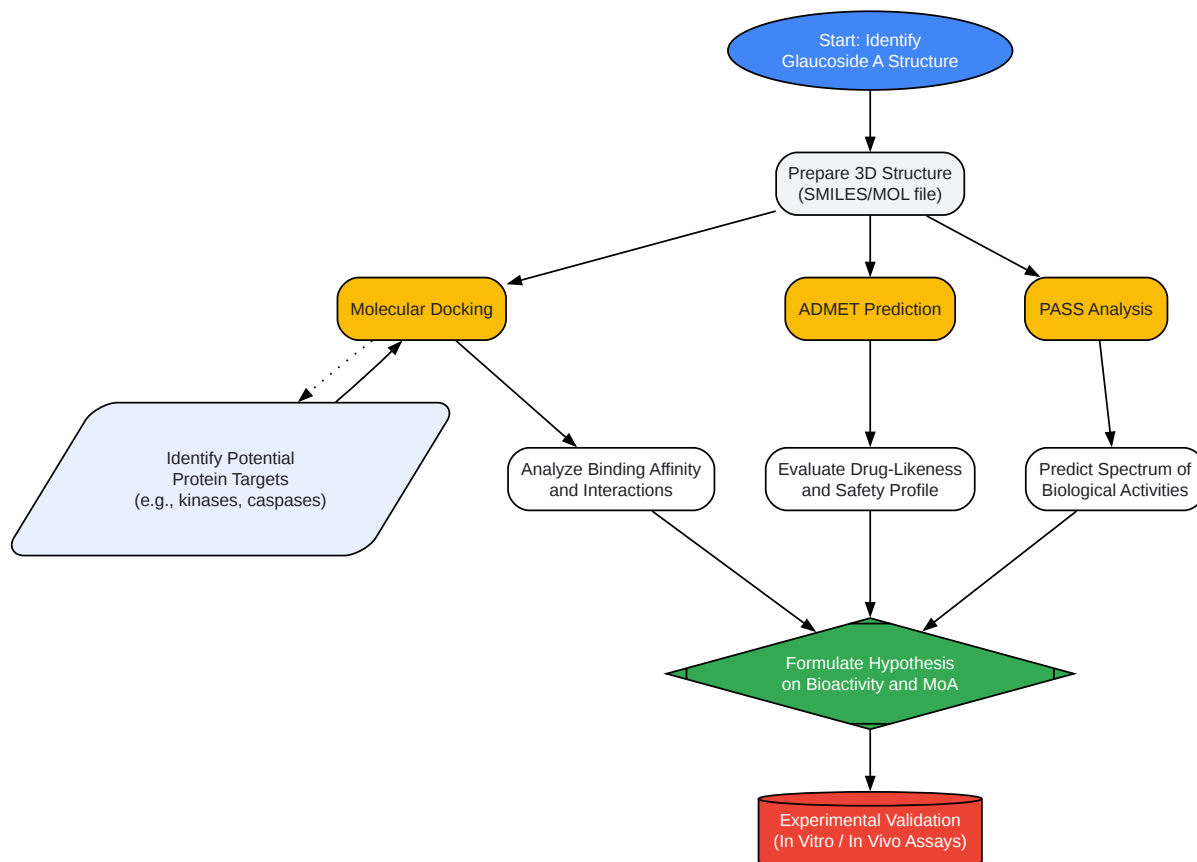 Start: Identify
Glaucoside A Structure
Prepare 3D Structure
(SMILES/MOL file)
Molecular Docking
ADMET Prediction
PASS Analysis
Identify Potential
Protein Targets
(e.g., kinases, caspases)
Analyze Binding Affinity
and Interactions
Evaluate Drug-Likeness
and Safety Profile
Predict Spectrum of
Biological Activities
Formulate Hypothesis
on Bioactivity and MoA
Experimental Validation
(In Vitro / In Vivo Assays)